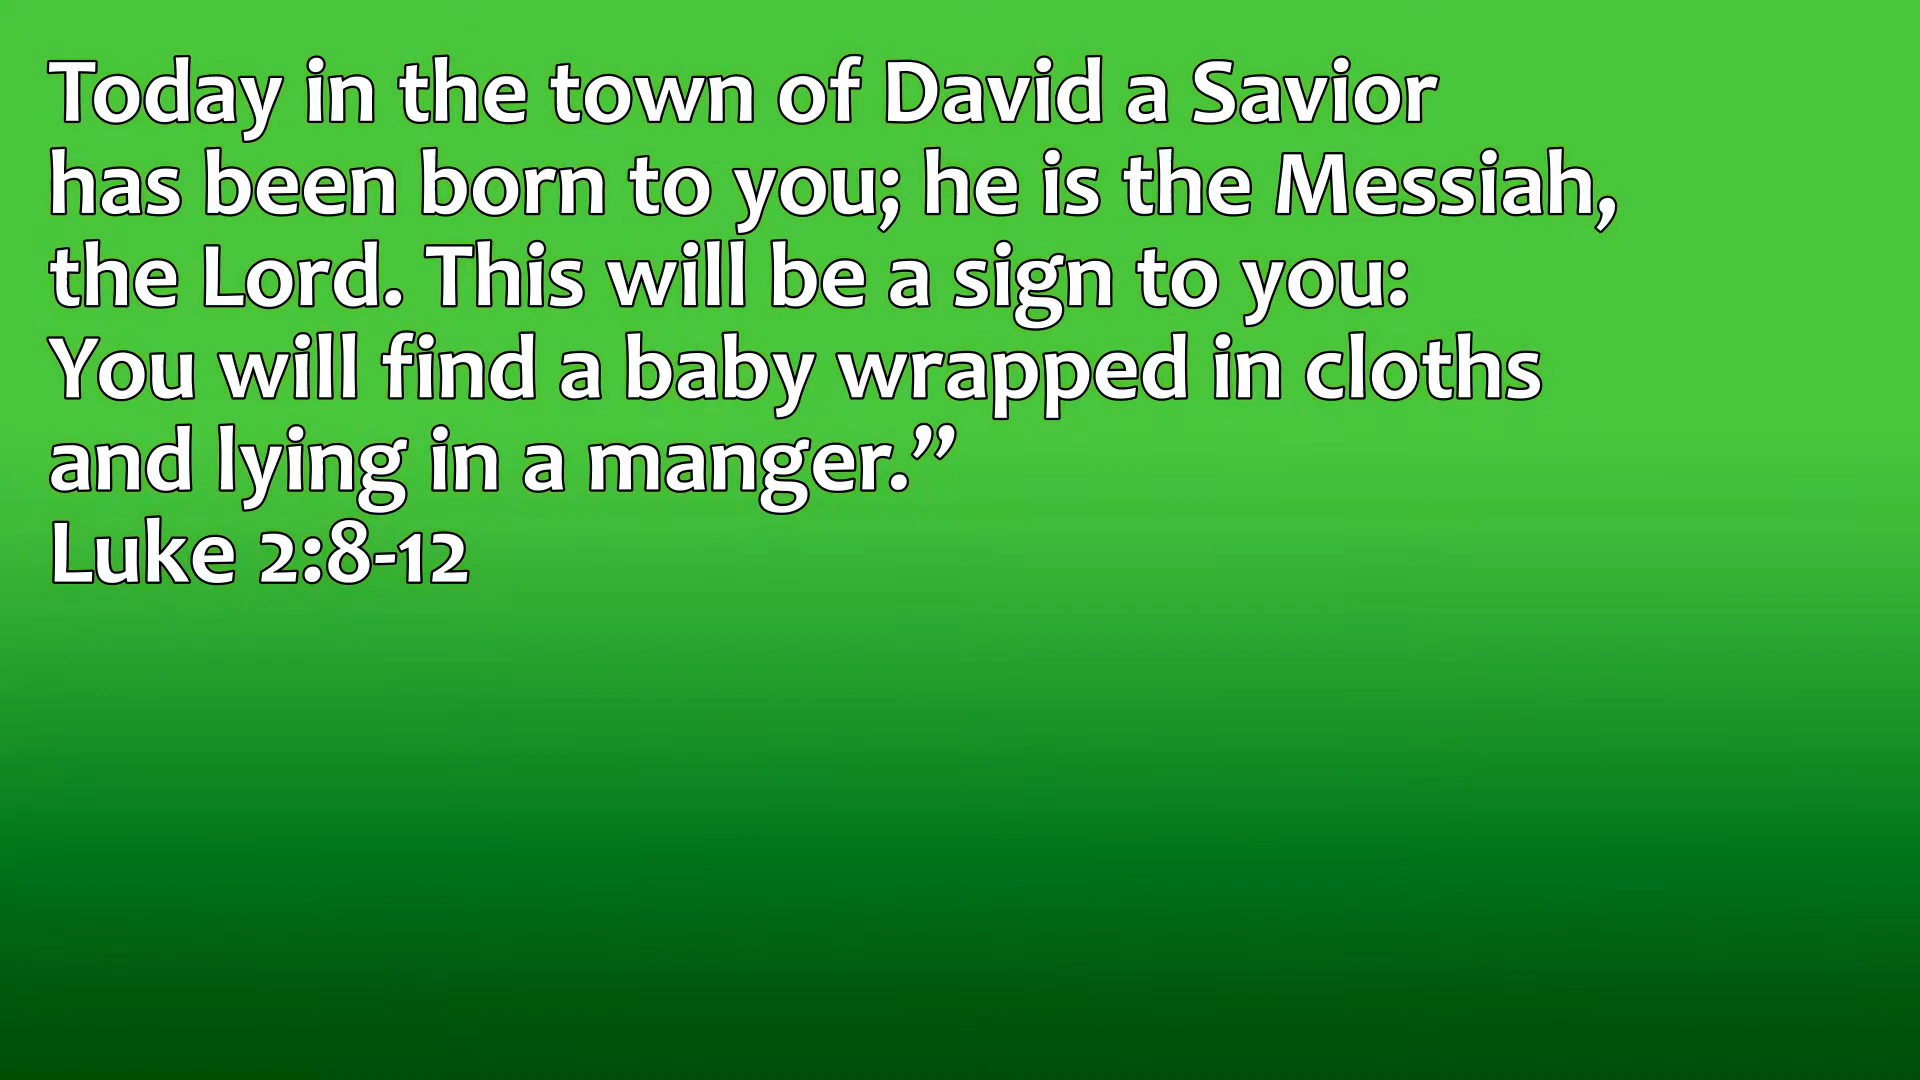 Today in the town of David a Savior
has been born to you; he is the Messiah,
the Lord. This will be a sign to you:
You will find a baby wrapped in cloths
and lying in a manger.”
Luke 2:8-12